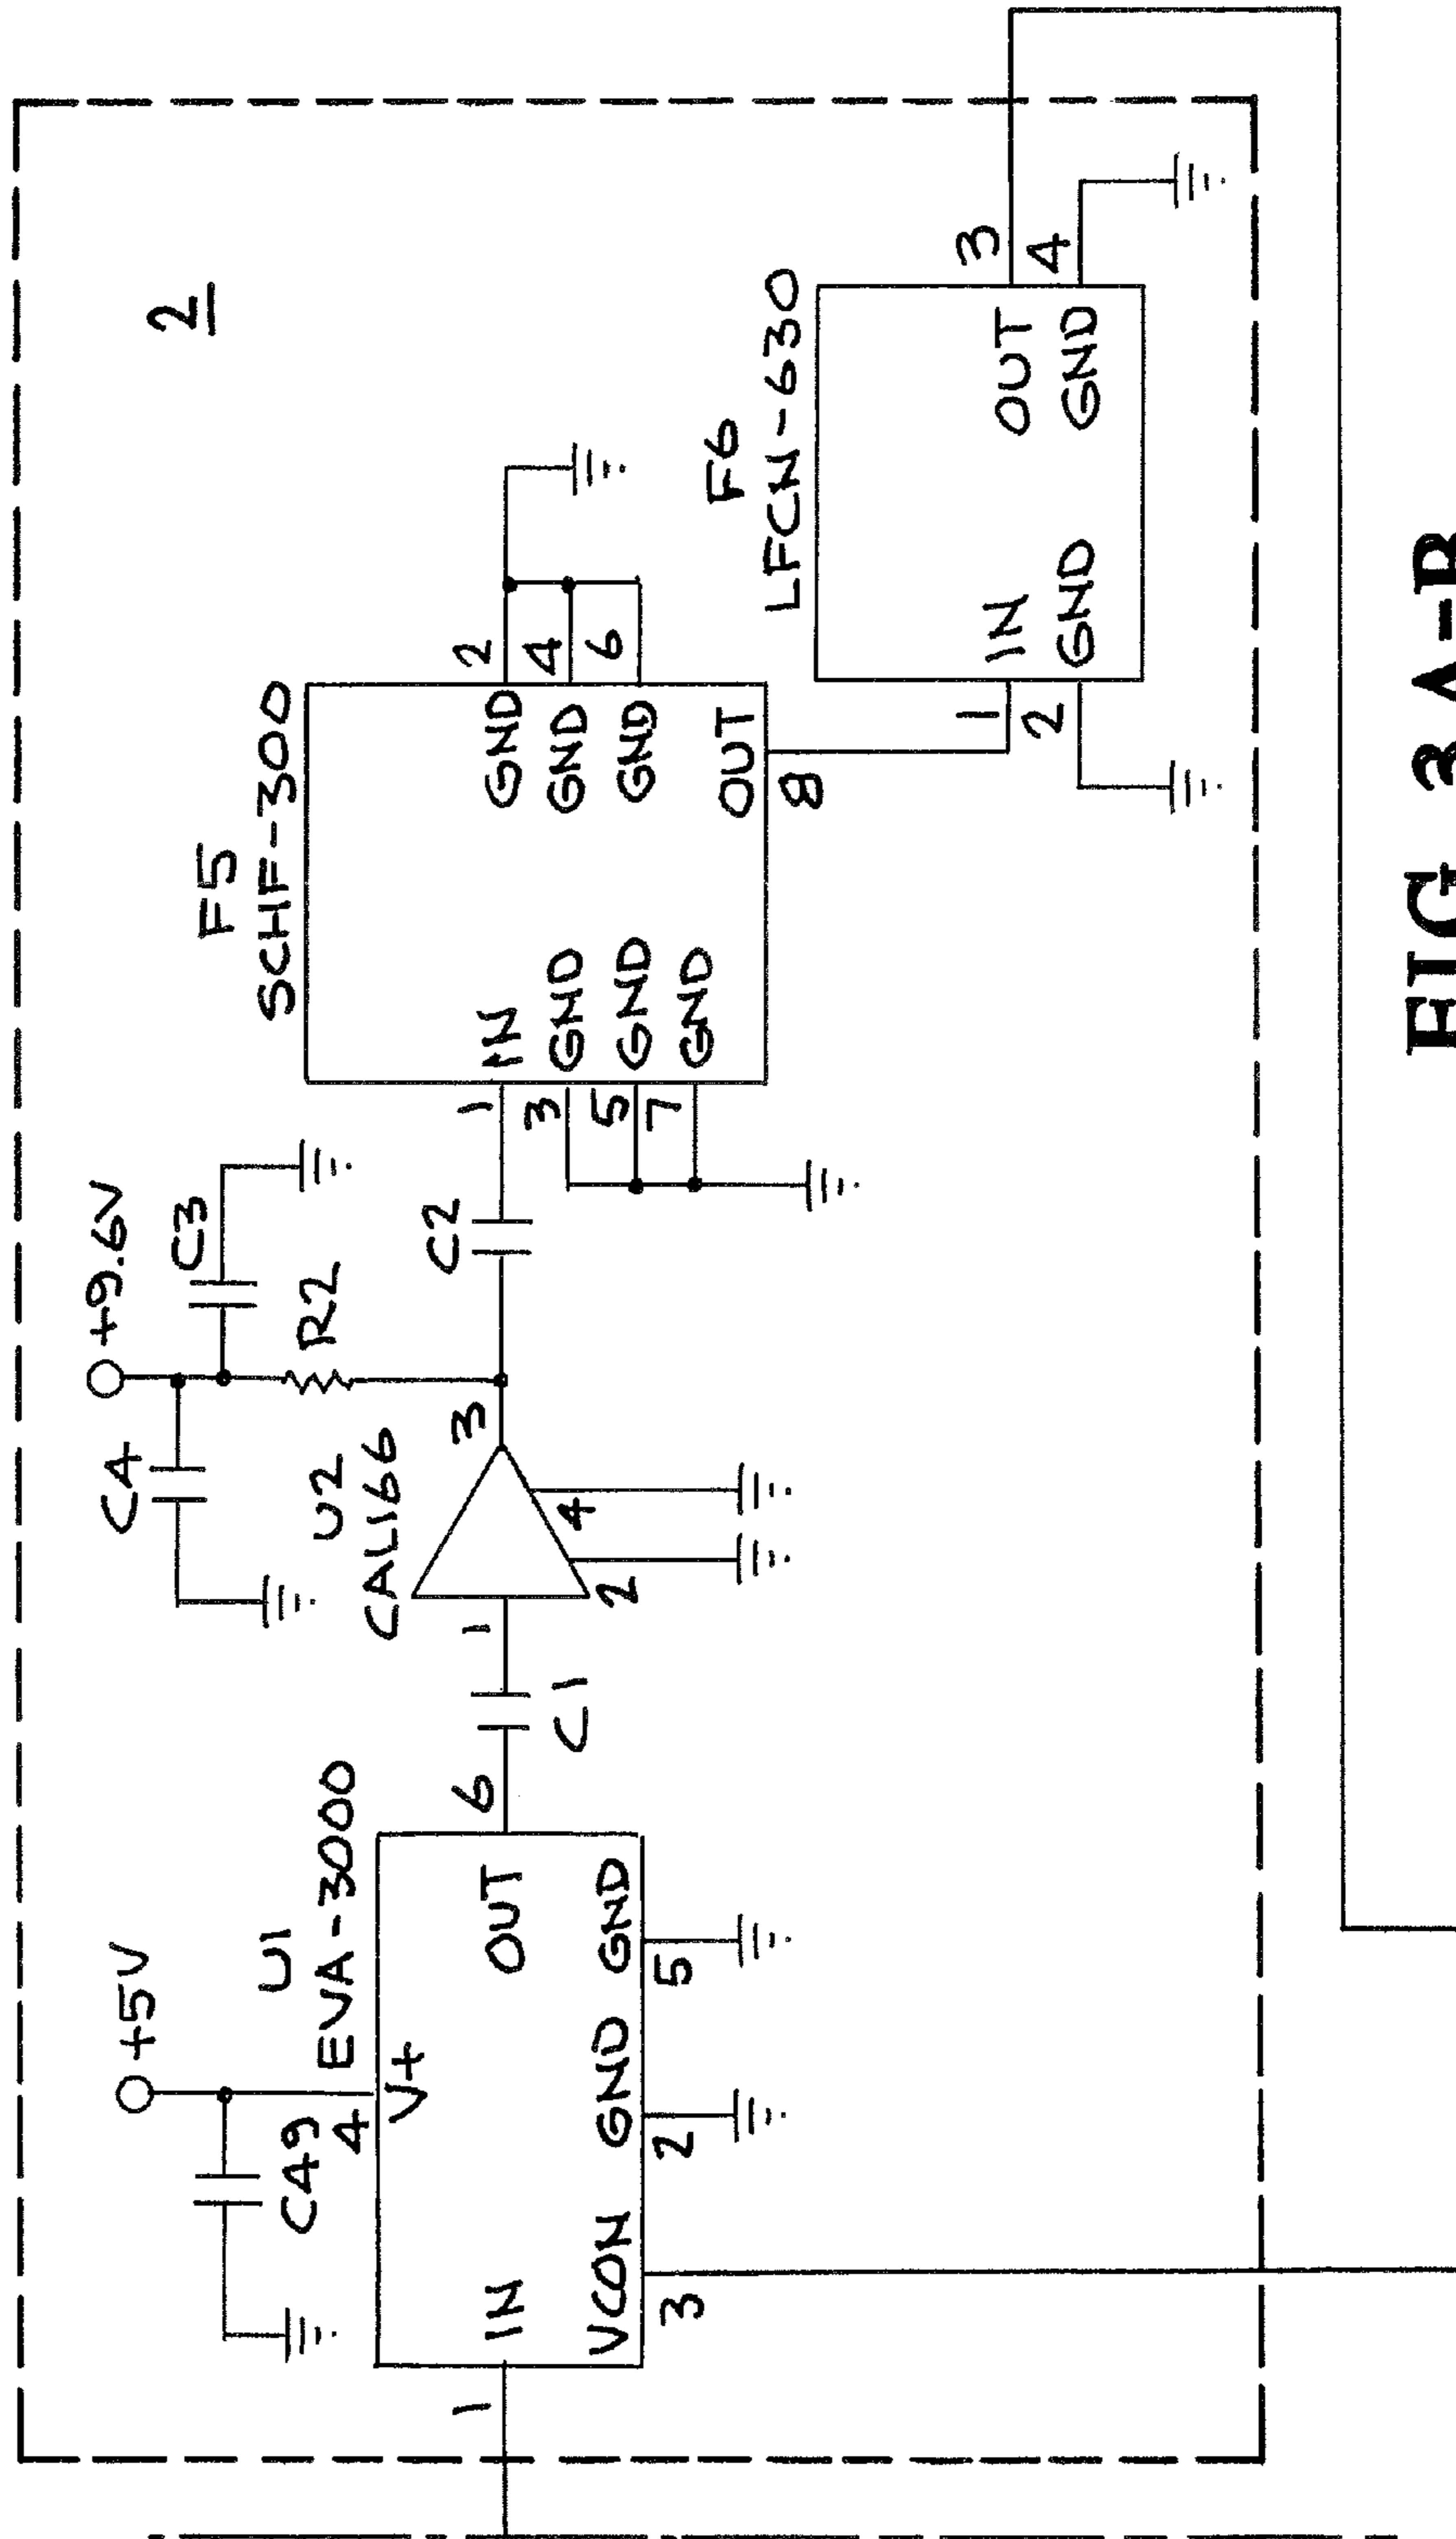 2
+5V
C49
4
U1
EVA-3000
V+
IN
OUT
VCON
GND
GND
1
3
2
5
6
C1
+9.6V
C4
C3
R2
U2
CAL166
1
2
4
3
C2
F5
SCHF-300
IN
GND
GND
GND
GND
GND
GND
OUT
1
3
5
7
2
4
6
8
F6
LFCN-630
IN
GND
OUT
GND
1
2
3
4
FIG 3A-B